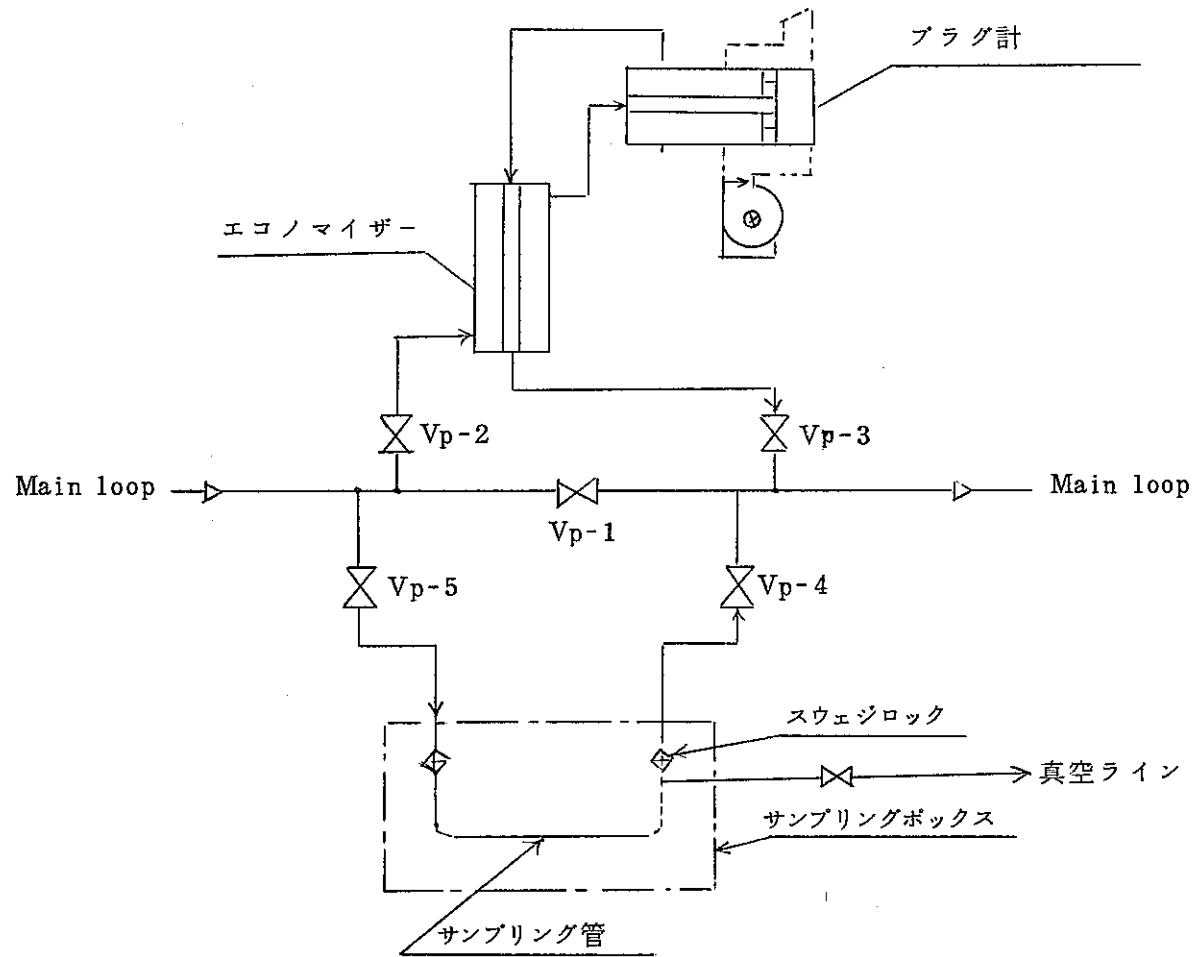 プラグ計
エコノマイザー
Vp-2
Vp-3
Main loop
Main loop
Vp-1
Vp-5
Vp-4
スウェジロック
真空ライン
サンプリングボックス
サンプリング管